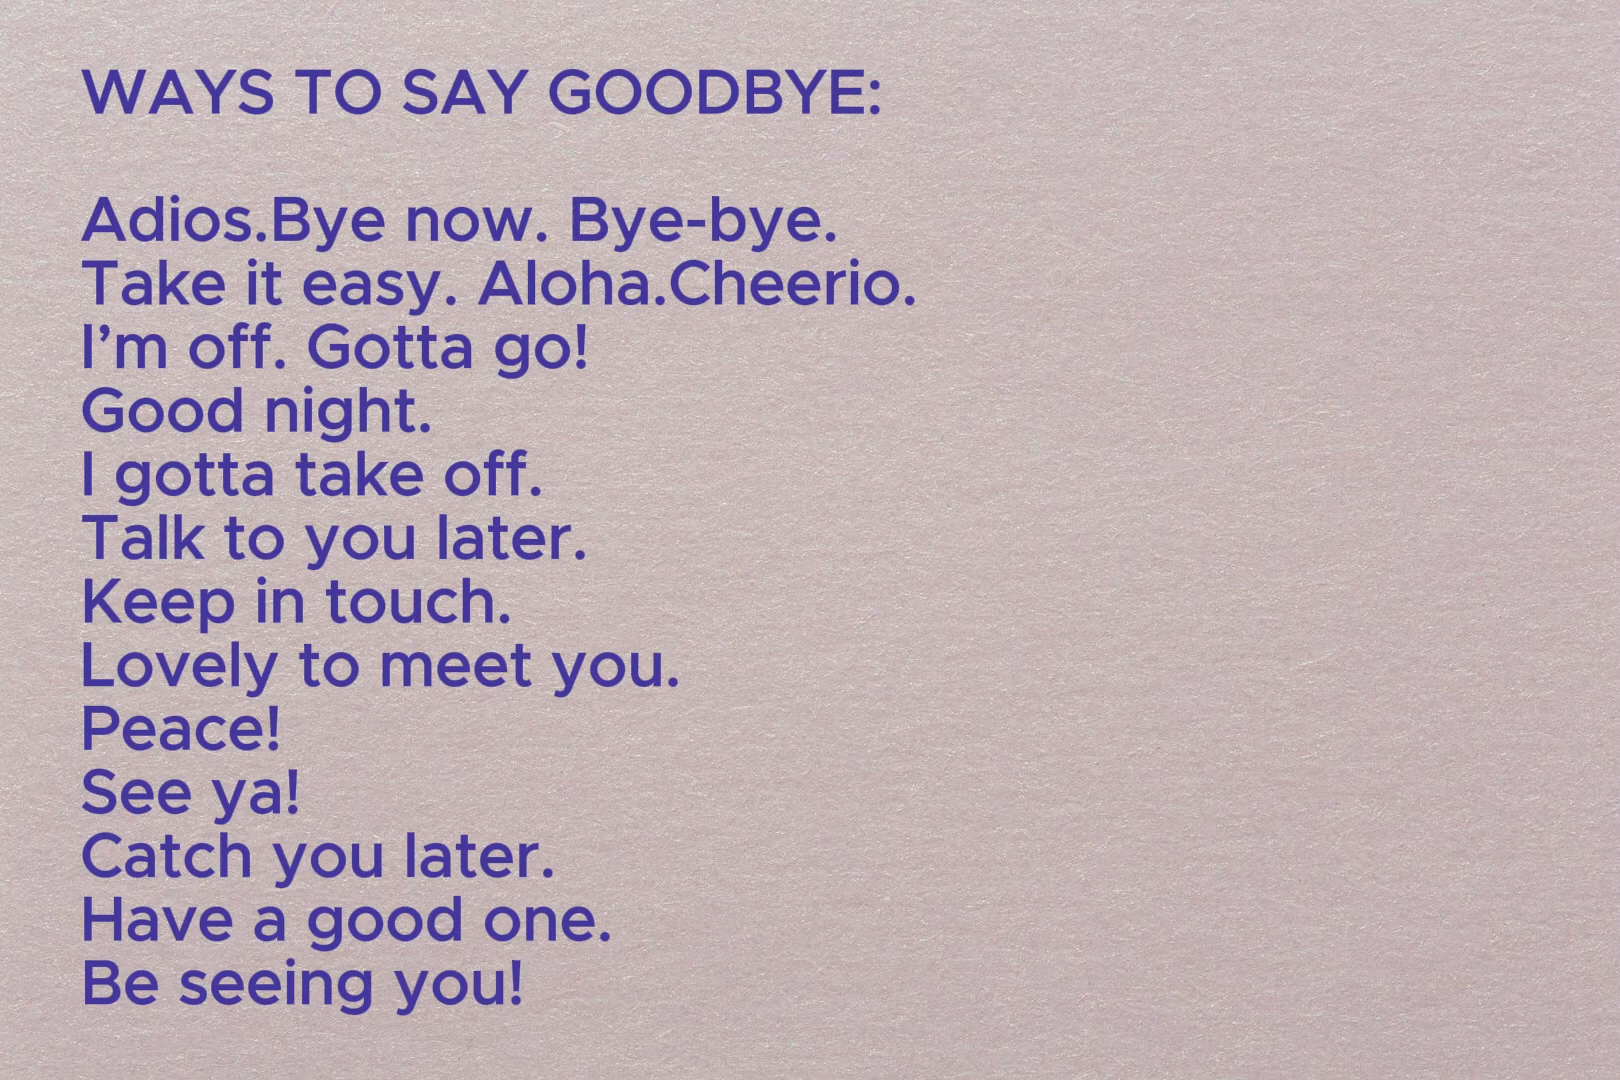 WAYS TO SAY GOODBYE:
Adios.Bye now. Bye-bye.
Take it easy. Aloha.Cheerio.
I’m off. Gotta go!
Good night.
I gotta take off.
Talk to you later.
Keep in touch.
Lovely to meet you.
Peace!
See ya!
Catch you later.
Have a good one.
Be seeing you!